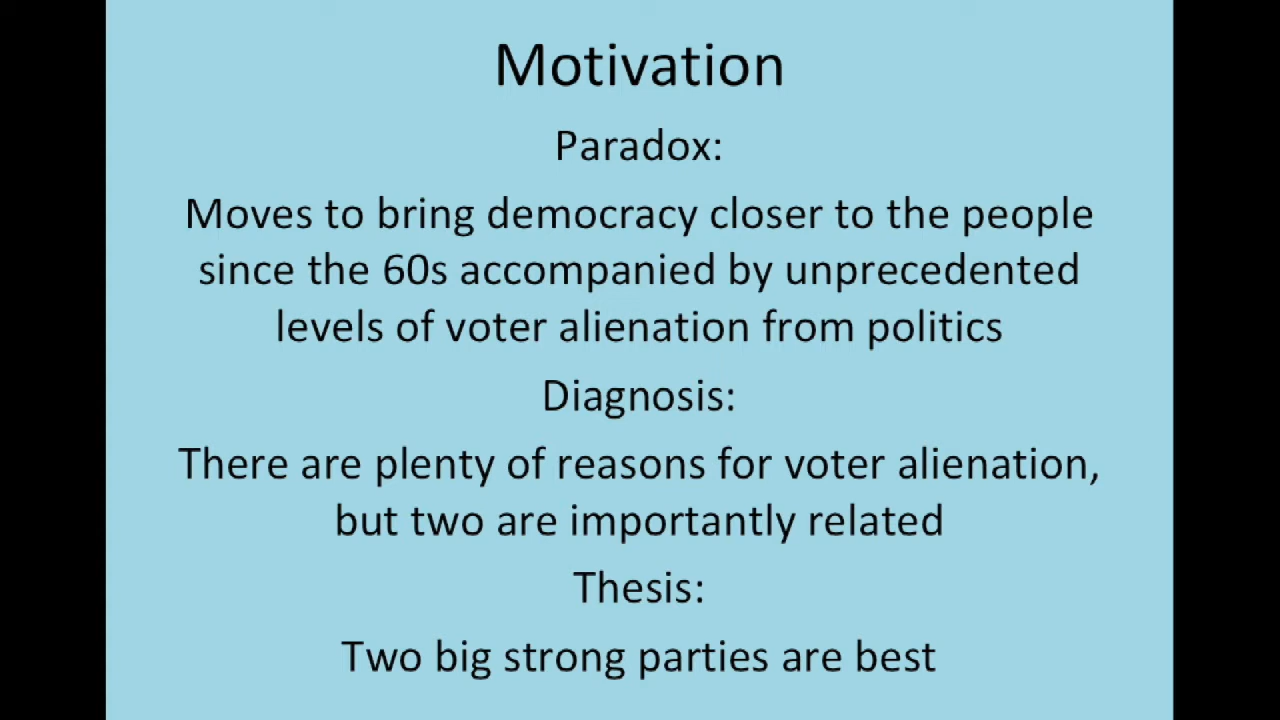 Motivation
Paradox:
Moves to bring democracy closer to the people
since the 60s accompanied by unprecedented
levels of voter alienation from politics
Diagnosis:
There are plenty of reasons for voter alienation,
but two are importantly related
Thesis:
Two big strong parties are best